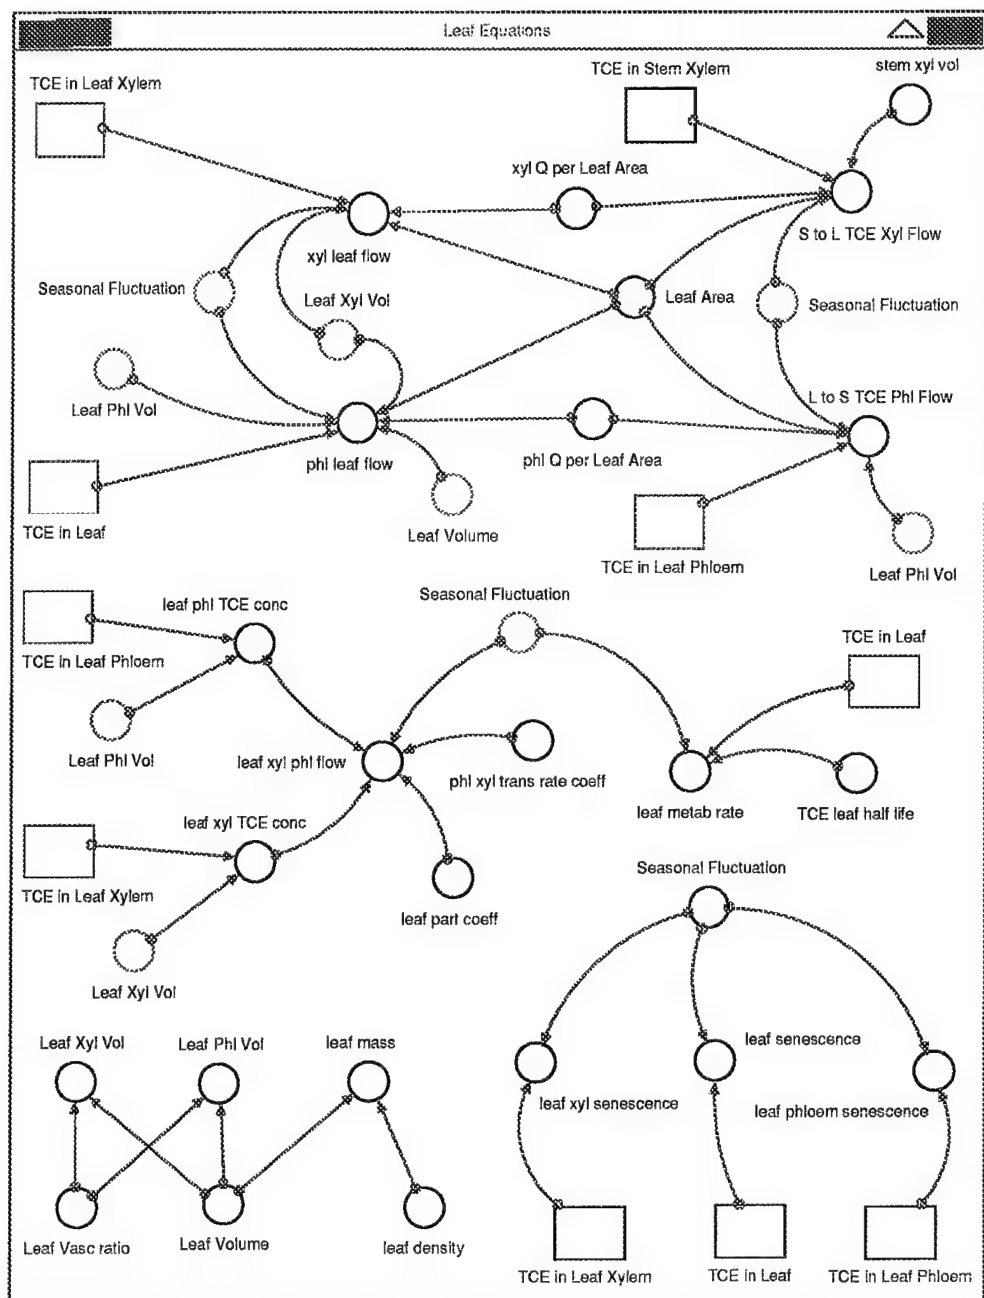 Leaf Equations
TCE in Leaf Xylem
TCE in Stem Xylem
stem xyl vol
xyl Q per Leaf Area
xyl leaf flow
S to L TCE Xyl Flow
Seasonal Fluctuation
Leaf Xyl Vol
Leaf Area
Seasonal Fluctuation
Leaf Phl Vol
L to S TCE Phl Flow
phl leaf flow
phl Q per Leaf Area
TCE in Leaf
Leaf Volume
TCE in Leaf Phloem
Leaf Phl Vol
leaf phl TCE conc
Seasonal Fluctuation
TCE in Leaf
TCE in Leaf Phloem
Leaf Phl Vol
leaf xyl phl flow
phl xyl trans rate coeff
leaf metab rate
TCE leaf half life
leaf xyl TCE conc
TCE in Leaf Xylem
leaf part coeff
Seasonal Fluctuation
Leaf Xyl Vol
Leaf Xyl Vol
Leaf Phl Vol
leaf mass
leaf senescence
leaf xyl senescence
leaf phloem senescence
Leaf Vasc ratio
Leaf Volume
leaf density
TCE in Leaf Xylem
TCE in Leaf
TCE in Leaf Phloem